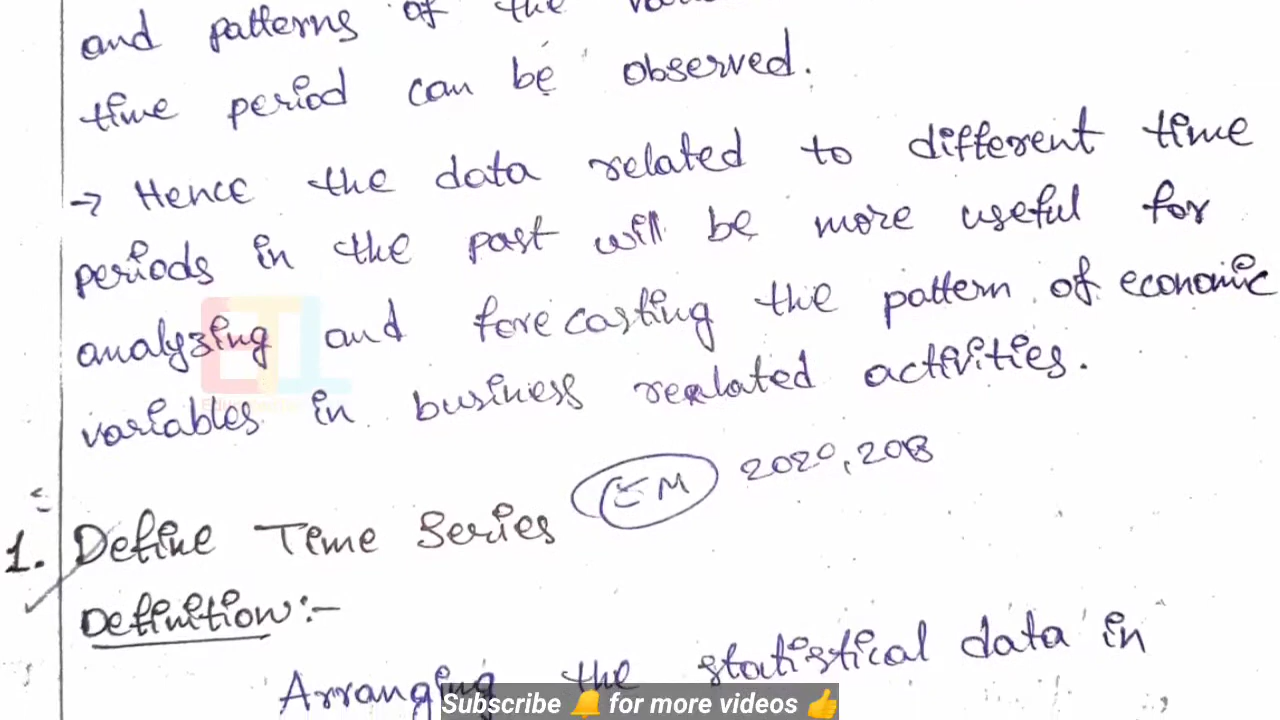 and patterns of the
time period can be observed.
→ Hence the data related to different time
periods in the past will be more useful for
analyzing and forecasting the pattern of economic
variables in business realated activities.
1. Define Time Series EM 2020, 2018
Definition:-
Arranging the statistical data in
Subscribe 🔔 for more videos 👍